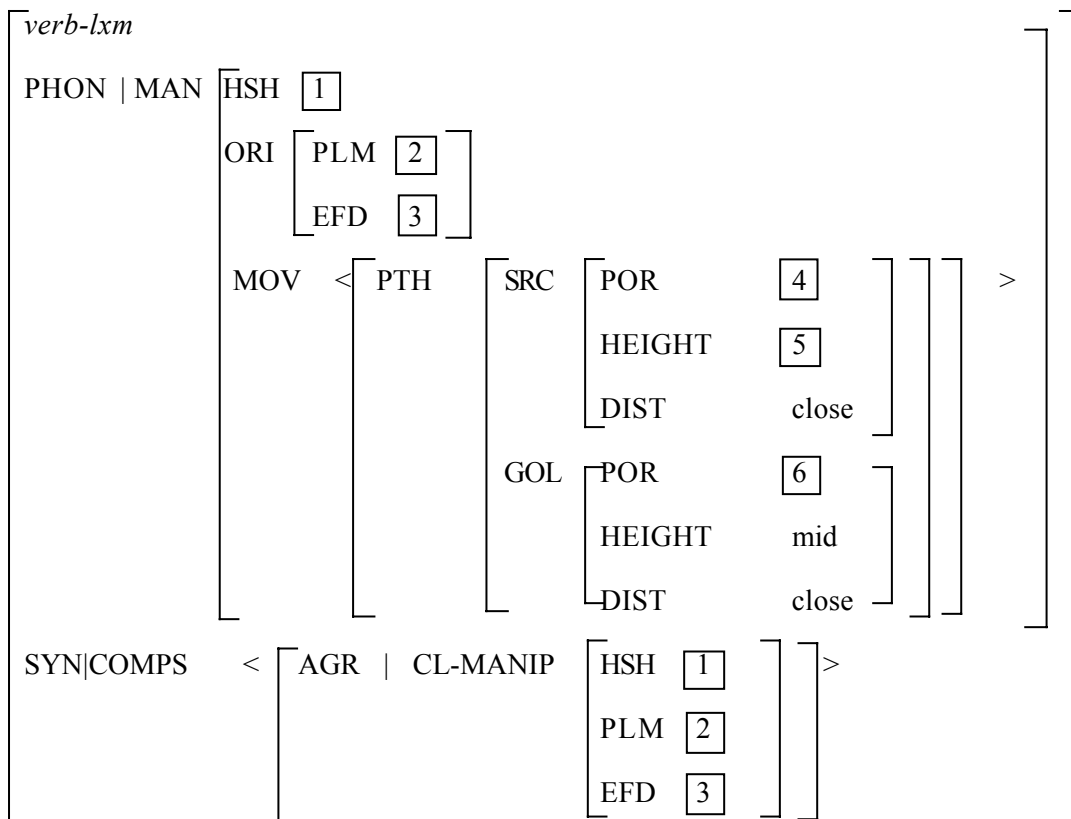 verb-lxm
PHON | MAN HSH 1
ORI PLM 2
EFD 3
MOV < PTH SRC POR 4 >
HEIGHT 5
DIST close
GOL POR 6
HEIGHT mid
DIST close
SYN|COMPS < AGR | CL-MANIP HSH 1 >
PLM 2
EFD 3